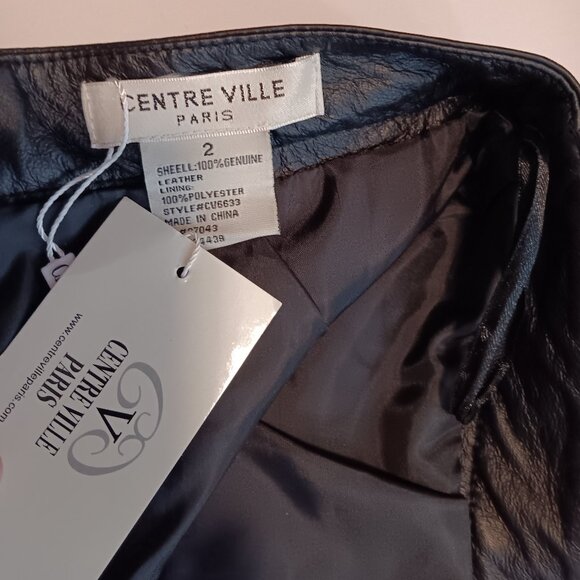 CENTRE VILLE
PARIS
2
SHEELL:100%GENUINE
LEATHER
LINING:
100%POLYESTER
STYLE#CV6633
MADE IN CHINA
CENTRE VILLE
PARIS
www.centrevilleparis.com
V